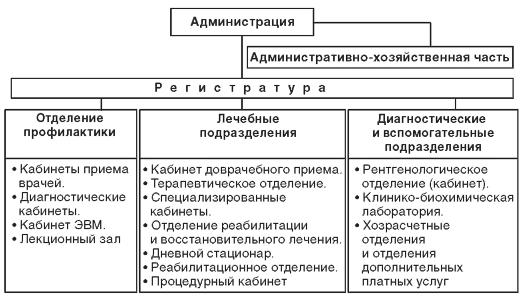 Администрация
Административно-хозяйственная часть
Регистратура
Отделение
профилактики
• Кабинеты приема
врачей.
• Диагностические
кабинеты.
• Кабинет ЭВМ.
• Лекционный зал
Лечебные
подразделения
• Кабинет доврачебного приема.
• Терапевтическое отделение.
• Специализированные
кабинеты.
• Отделение реабилитации
и восстановительного лечения.
• Дневной стационар.
• Реабилитационное отделение.
• Процедурный кабинет
Диагностические
и вспомогательные
подразделения
• Рентгенологическое
отделение (кабинет).
• Клинико-биохимическая
лаборатория.
• Хозрасчетные
отделения
и отделения
дополнительных
платных услуг